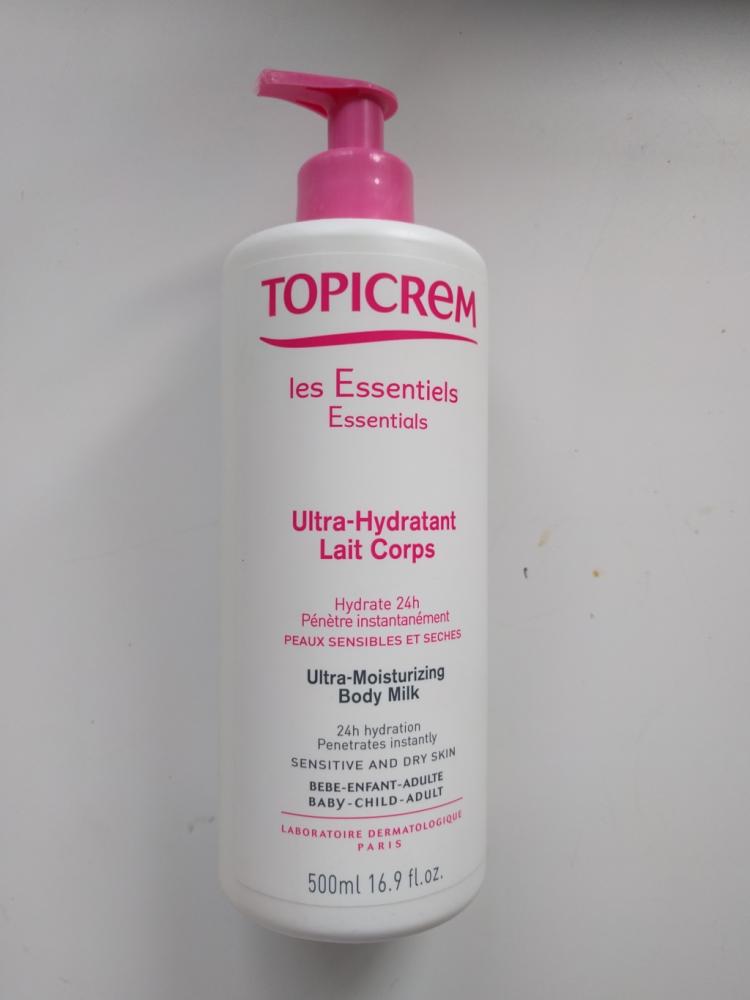 TOPICREM
les Essentiels
Essentials
Ultra-Hydratant
Lait Corps
Hydrate 24h
Pénètre instantanément
PEAUX SENSIBLES ET SECHES
Ultra-Moisturizing
Body Milk
24h hydration
Penetrates instantly
SENSITIVE AND DRY SKIN
BEBE-ENFANT-ADULTE
BABY-CHILD-ADULT
LABORATOIRE DERMATOLOGIQUE
PARIS
500ml 16.9 fl.oz.